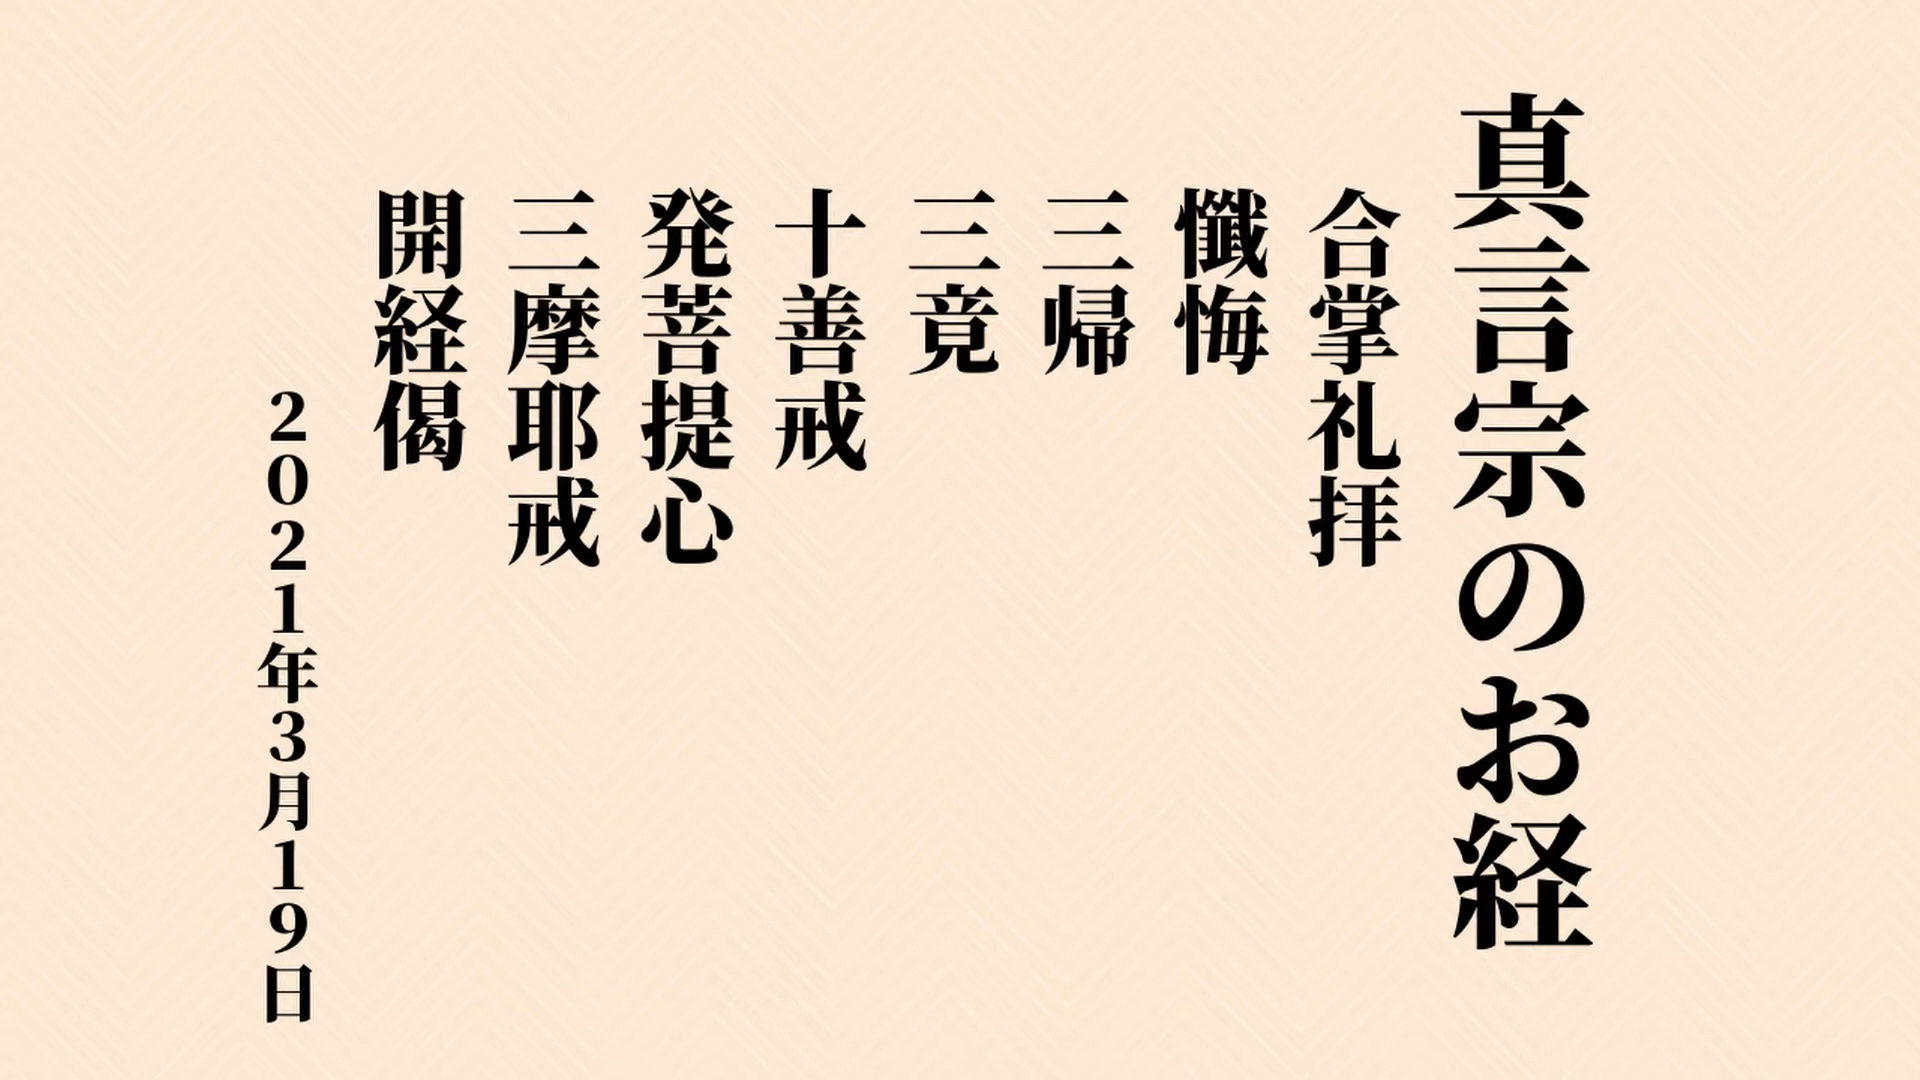 真言宗のお経
合掌礼拝
懺悔
三帰
三竟
十善戒
発菩提心
三摩耶戒
開経偈
2021年3月19日